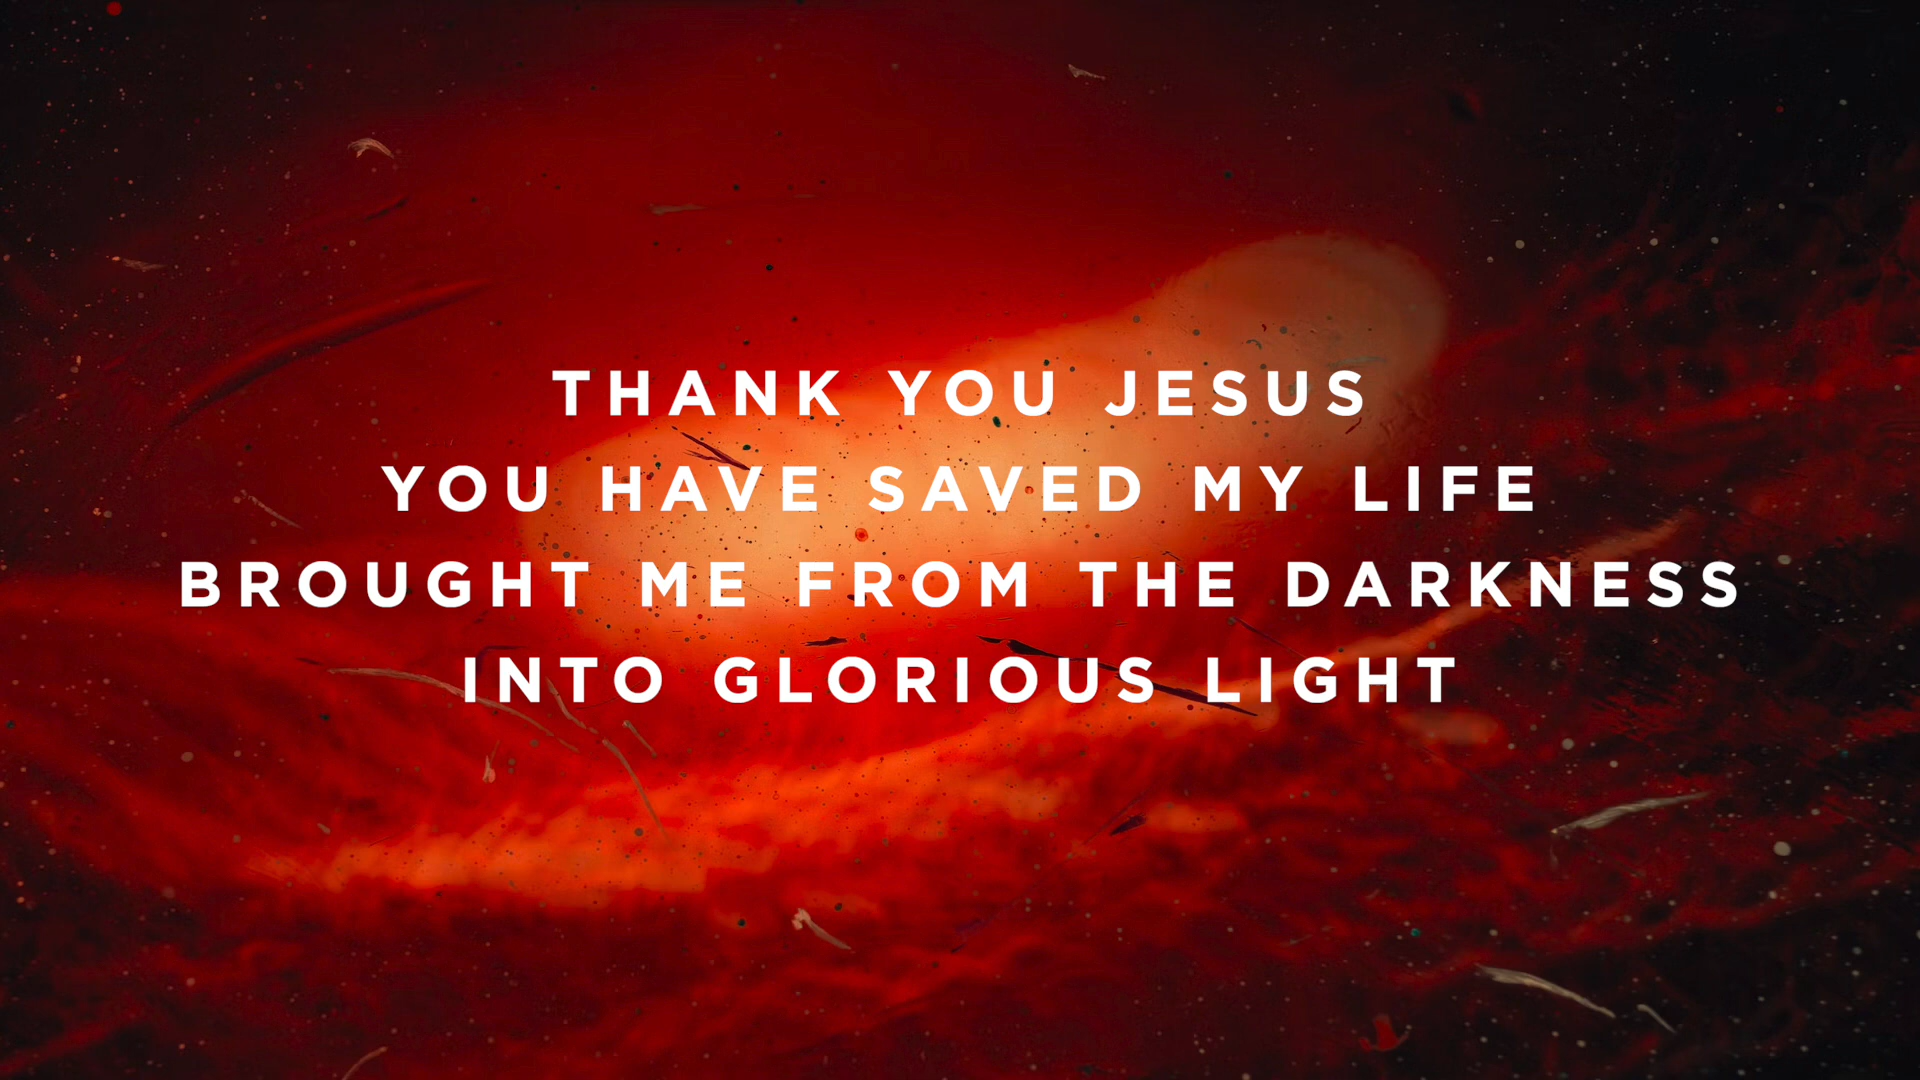 THANK YOU JESUS
YOU HAVE SAVED MY LIFE
BROUGHT ME FROM THE DARKNESS
INTO GLORIOUS LIGHT